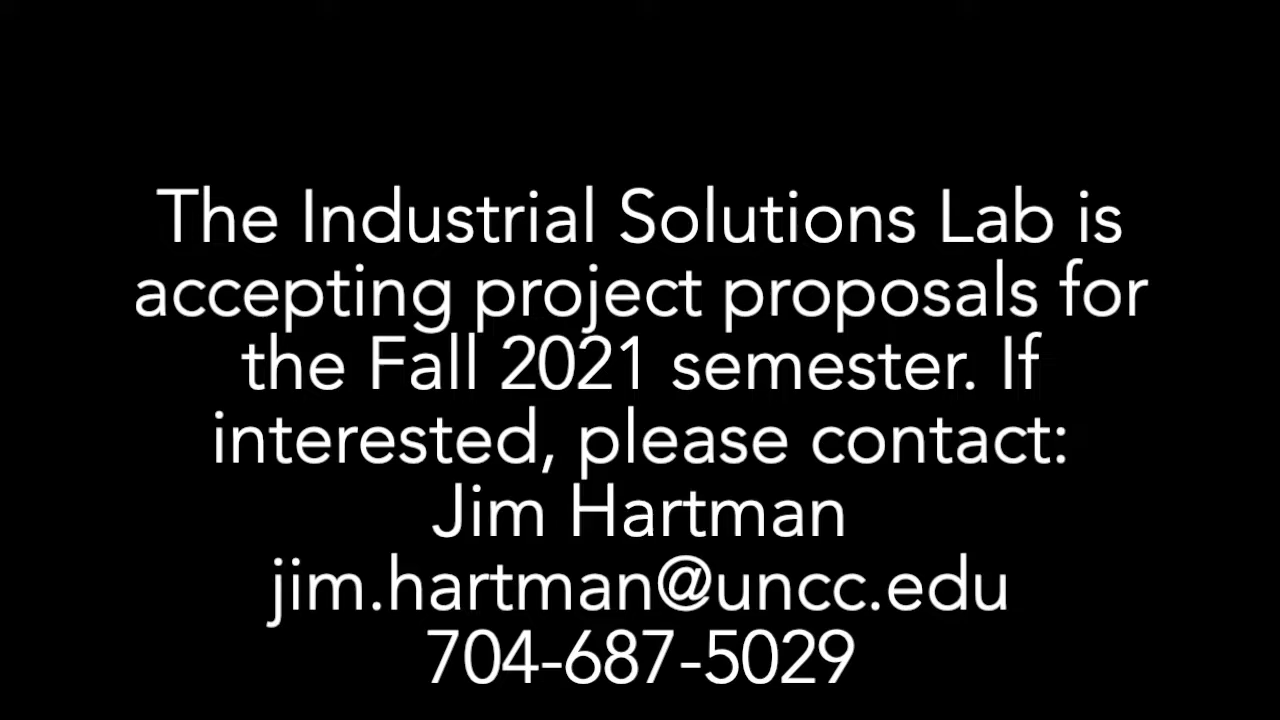 The Industrial Solutions Lab is
accepting project proposals for
the Fall 2021 semester. If
interested, please contact:
Jim Hartman
jim.hartman@uncc.edu
704-687-5029